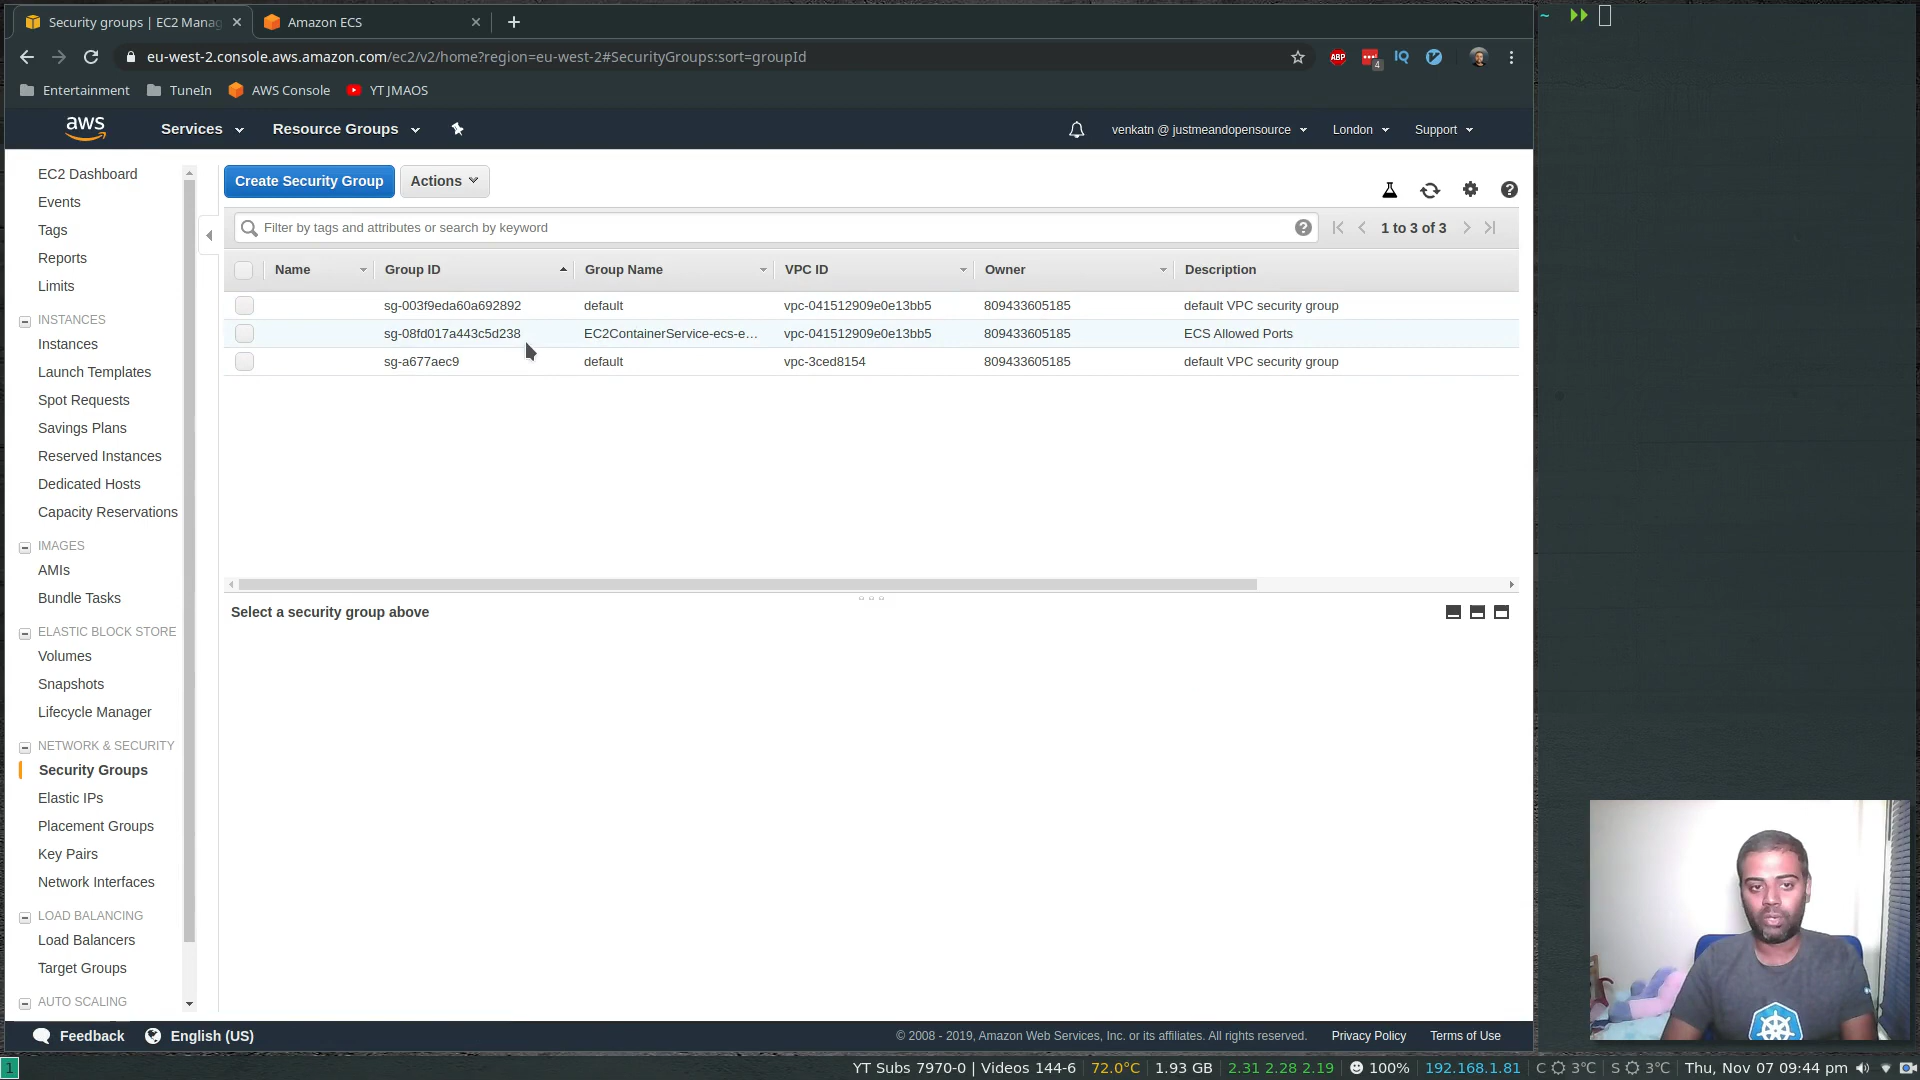 Security groups | EC2 Manag
Amazon ECS
~
eu-west-2.console.aws.amazon.com/ec2/v2/home?region=eu-west-2#SecurityGroups:sort=groupId
ABP
4
IQ
Entertainment
TuneIn
AWS Console
YT JMAOS
aws
Services
Resource Groups
venkatn @ justmeandopensource
London
Support
EC2 Dashboard
Events
Tags
Reports
Limits
INSTANCES
Instances
Launch Templates
Spot Requests
Savings Plans
Reserved Instances
Dedicated Hosts
Capacity Reservations
IMAGES
AMIs
Bundle Tasks
ELASTIC BLOCK STORE
Volumes
Snapshots
Lifecycle Manager
NETWORK & SECURITY
Security Groups
Elastic IPs
Placement Groups
Key Pairs
Network Interfaces
LOAD BALANCING
Load Balancers
Target Groups
AUTO SCALING
Create Security Group
Actions
Filter by tags and attributes or search by keyword
1 to 3 of 3
Name Group ID Group Name VPC ID Owner Description
sg-003f9eda60a692892 default vpc-041512909e0e13bb5 809433605185 default VPC security group
sg-08fd017a443c5d238 EC2ContainerService-ecs-e... vpc-041512909e0e13bb5 809433605185 ECS Allowed Ports
sg-a677aec9 default vpc-3ced8154 809433605185 default VPC security group
Select a security group above
Feedback
English (US)
© 2008 - 2019, Amazon Web Services, Inc. or its affiliates. All rights reserved.
Privacy Policy
Terms of Use
1
YT Subs 7970-0 | Videos 144-6 | 72.0°C | 1.93 GB | 2.31 2.28 2.19 | 100% | 192.168.1.81 | C 3°C | S 3°C | Thu, Nov 07 09:44 pm